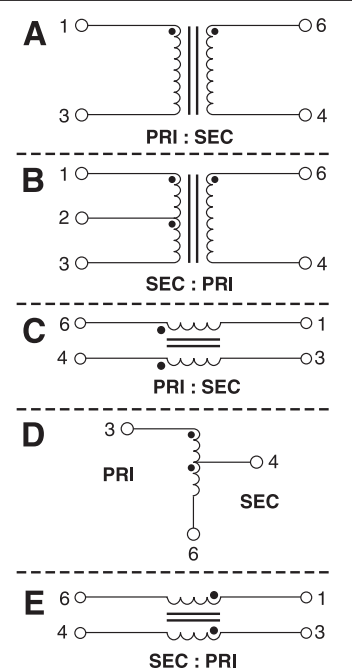 A 1 6
3 4
PRI : SEC
B 1 6
2
3 4
SEC : PRI
C 6 1
4 3
PRI : SEC
D 3
4
PRI
SEC
6
E 6 1
4 3
SEC : PRI